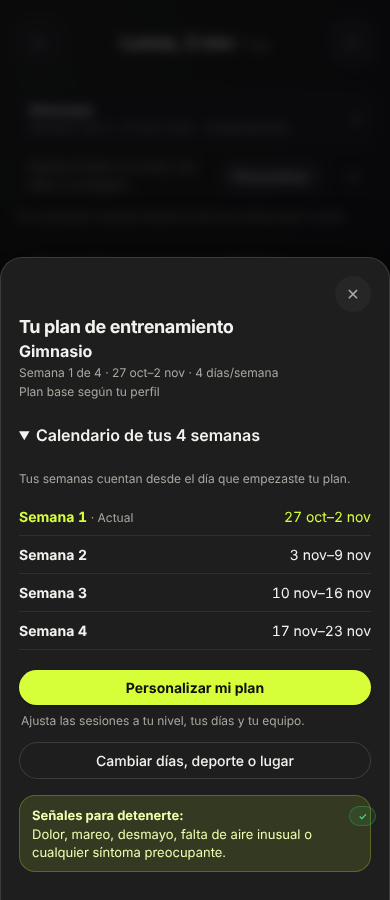 Tu plan de entrenamiento
Gimnasio
Semana 1 de 4 · 27 oct–2 nov · 4 días/semana
Plan base según tu perfil
▼ Calendario de tus 4 semanas
Tus semanas cuentan desde el día que empezaste tu plan.
Semana 1 · Actual 27 oct–2 nov
Semana 2 3 nov–9 nov
Semana 3 10 nov–16 nov
Semana 4 17 nov–23 nov
Personalizar mi plan
Ajusta las sesiones a tu nivel, tus días y tu equipo.
Cambiar días, deporte o lugar
Señales para detenerte:
Dolor, mareo, desmayo, falta de aire inusual o
cualquier síntoma preocupante.